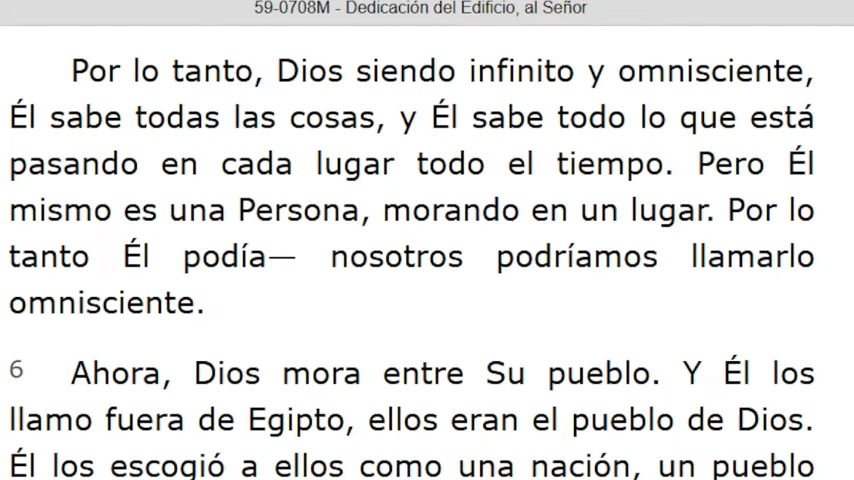 59-0708M - Dedicación del Edificio, al Señor
Por lo tanto, Dios siendo infinito y omnisciente,
Él sabe todas las cosas, y Él sabe todo lo que está
pasando en cada lugar todo el tiempo. Pero Él
mismo es una Persona, morando en un lugar. Por lo
tanto Él podía— nosotros podríamos llamarlo
omnisciente.
6 Ahora, Dios mora entre Su pueblo. Y Él los
llamo fuera de Egipto, ellos eran el pueblo de Dios.
Él los escogió a ellos como una nación, un pueblo